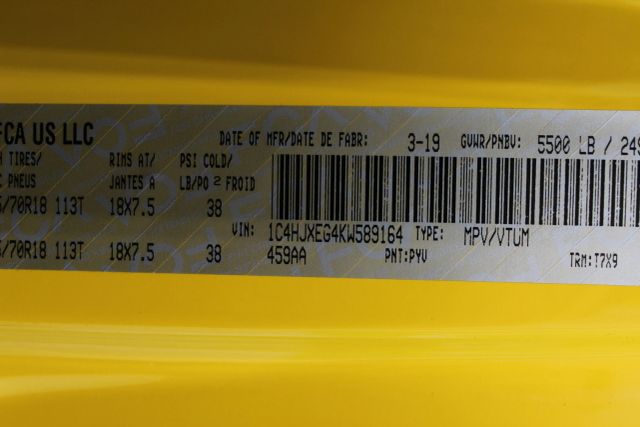 FCA US LLC
DATE OF MFR/DATE DE FABR: 3-19 GVWR/PNBV: 5500 LB / 249
TIRES/ RIMS AT/ PSI COLD/
PNEUS JANTES A LB/PO² FROID
/70R18 113T 18X7.5 38
VIN: 1C4HJXEG4KW589164 TYPE: MPV/VTUM
/70R18 113T 18X7.5 38 459AA PNT:PYV TRM:T7X9